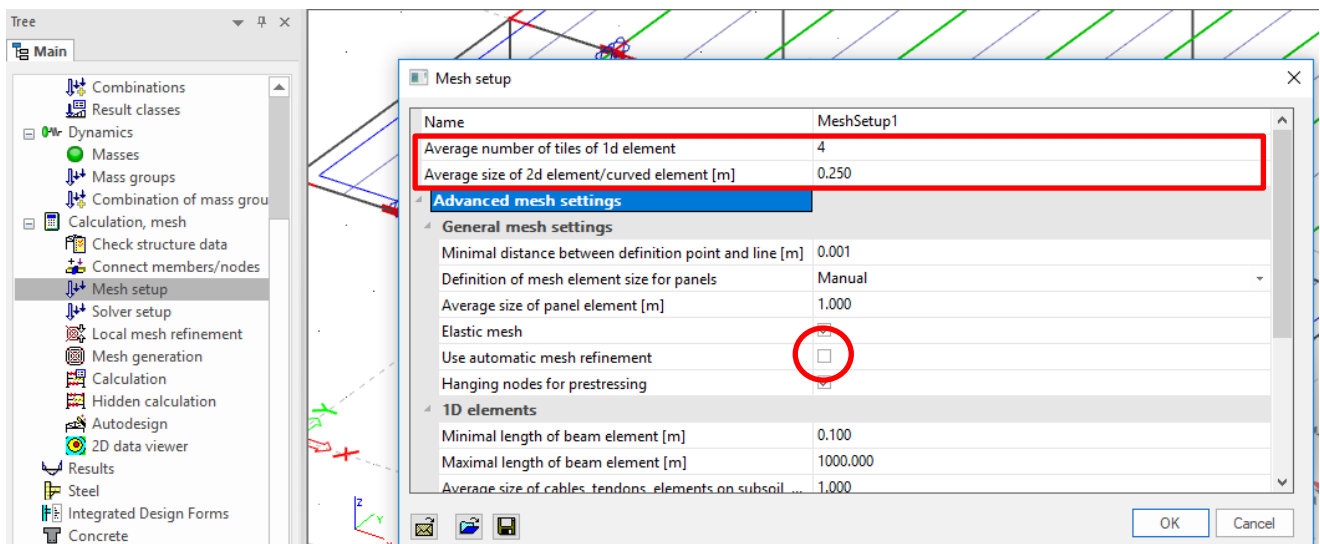 Tree
Main
Combinations
Result classes
Dynamics
Masses
Mass groups
Combination of mass grou
Calculation, mesh
Check structure data
Connect members/nodes
Mesh setup
Solver setup
Local mesh refinement
Mesh generation
Calculation
Hidden calculation
Autodesign
2D data viewer
Results
Steel
Integrated Design Forms
Concrete
Mesh setup
Name MeshSetup1
Average number of tiles of 1d element 4
Average size of 2d element/curved element [m] 0.250
Advanced mesh settings
General mesh settings
Minimal distance between definition point and line [m] 0.001
Definition of mesh element size for panels Manual
Average size of panel element [m] 1.000
Elastic mesh
Use automatic mesh refinement
Hanging nodes for prestressing
1D elements
Minimal length of beam element [m] 0.100
Maximal length of beam element [m] 1000.000
Average size of cables, tendons, elements on subsoil, ... 1.000
OK Cancel
X
Y
Z
Y